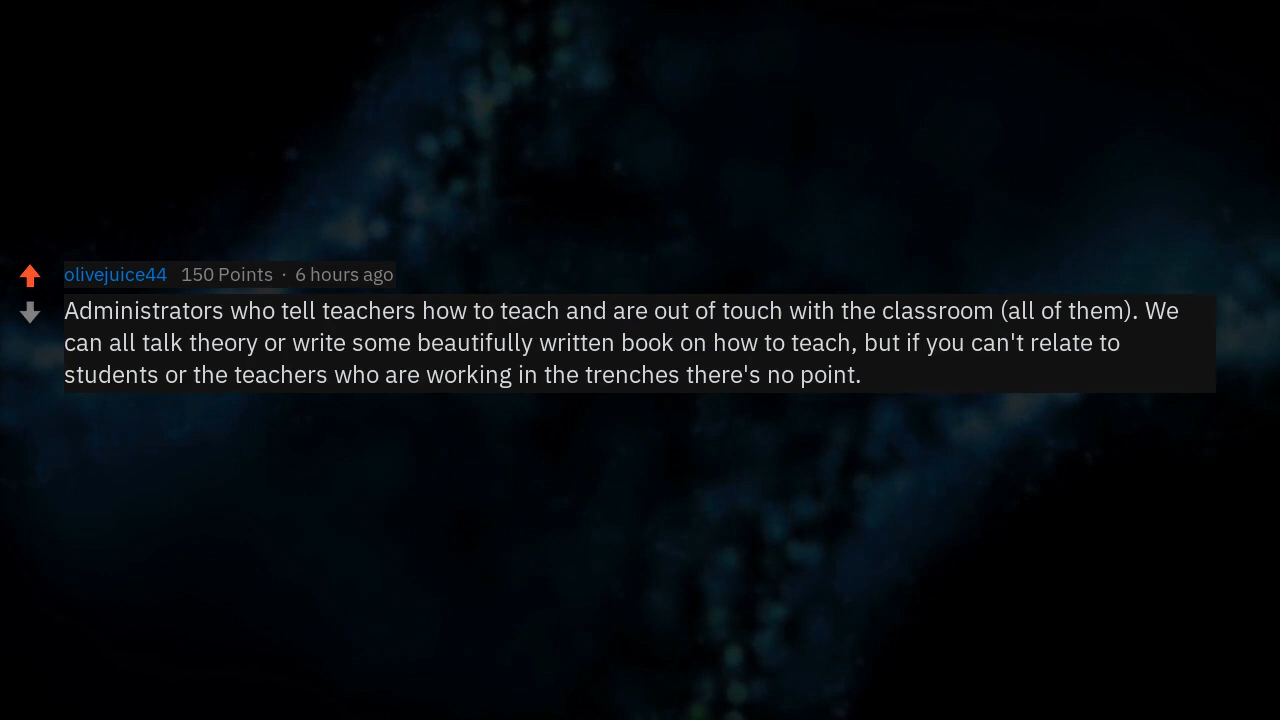 olivejuice44 150 Points · 6 hours ago
Administrators who tell teachers how to teach and are out of touch with the classroom (all of them). We
can all talk theory or write some beautifully written book on how to teach, but if you can't relate to
students or the teachers who are working in the trenches there's no point.